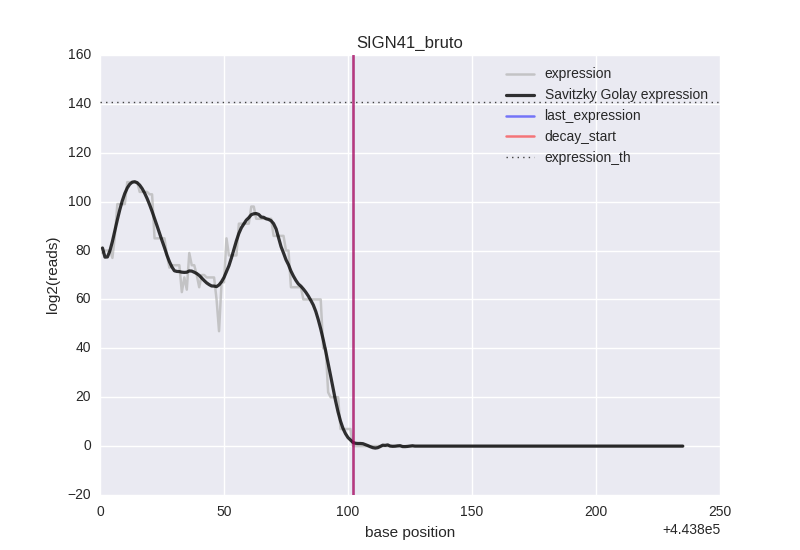 SIGN41_bruto
160
140
120
100
80
60
40
20
0
−20
log2(reads)
expression
Savitzky Golay expression
last_expression
decay_start
expression_th
0 50 100 150 200 250
base position
+4.438e5